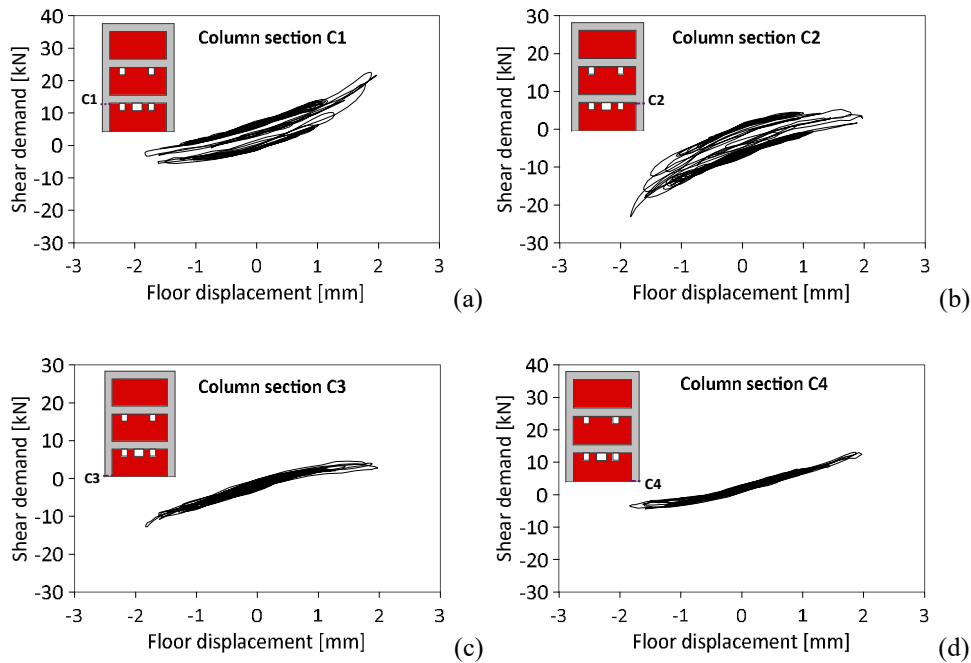 Column section C1
Shear demand [kN]
40
30
20
10
0
-10
-20
-30
C1
-3 -2 -1 0 1 2 3
Floor displacement [mm]
(a)
Column section C2
Shear demand [kN]
30
20
10
0
-10
-20
-30
C2
-3 -2 -1 0 1 2 3
Floor displacement [mm]
(b)
Column section C3
Shear demand [kN]
30
20
10
0
-10
-20
-30
C3
-3 -2 -1 0 1 2 3
Floor displacement [mm]
(c)
Column section C4
Shear demand [kN]
40
30
20
10
0
-10
-20
-30
C4
-3 -2 -1 0 1 2 3
Floor displacement [mm]
(d)